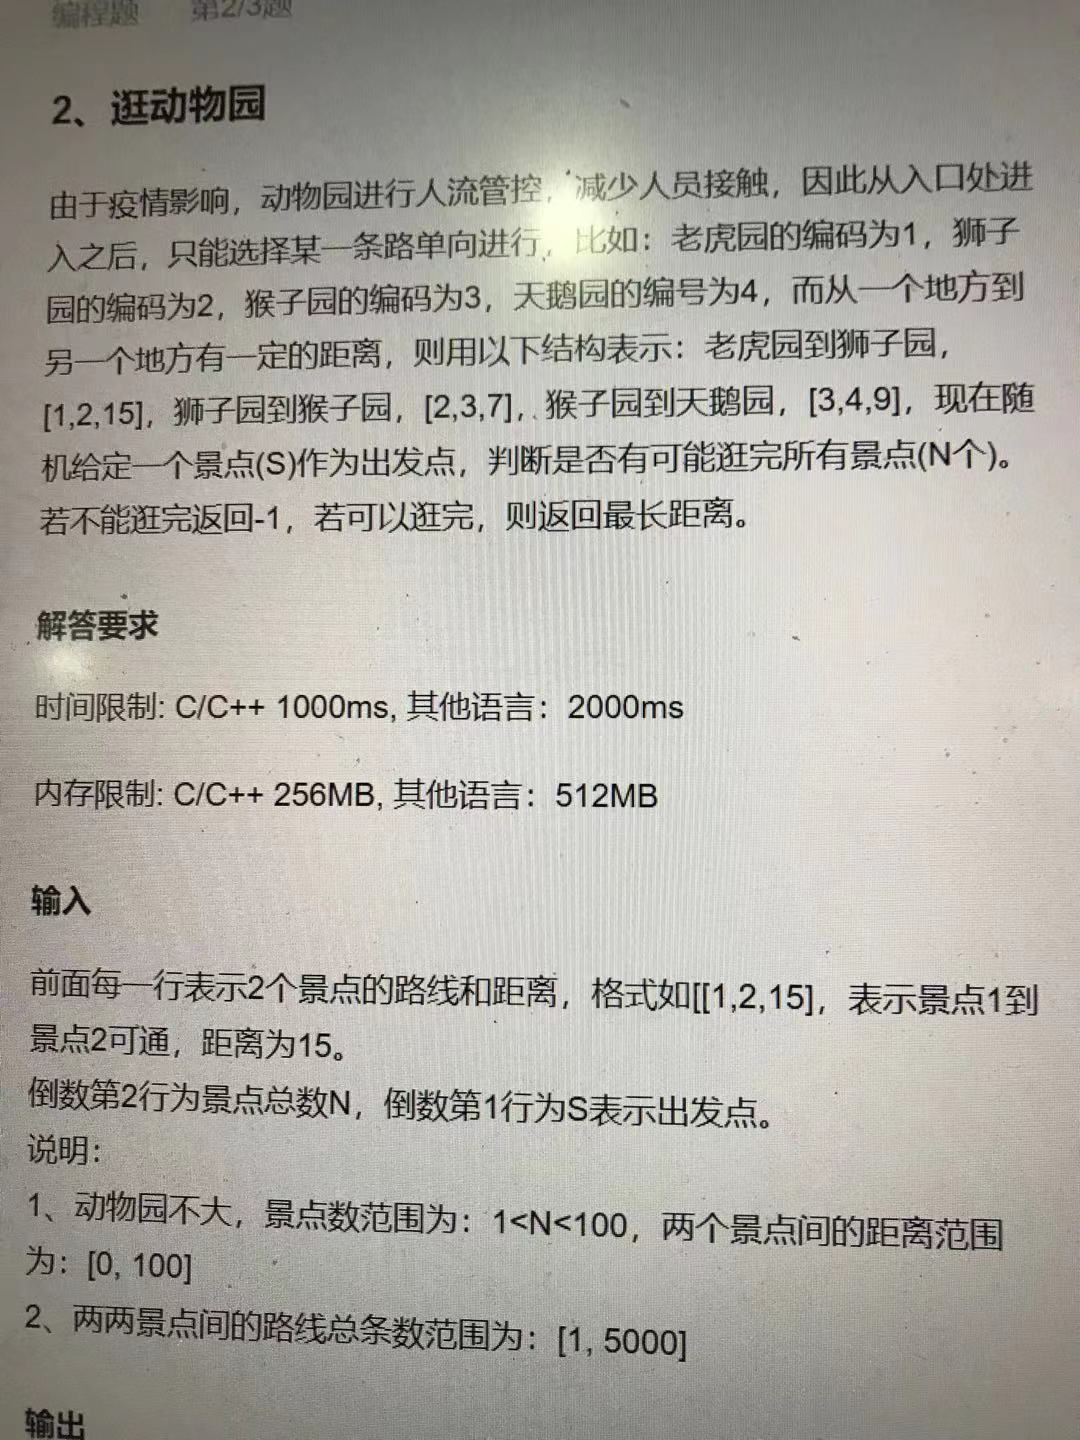 编程题 第2/3题
2、逛动物园
由于疫情影响，动物园进行人流管控，减少人员接触，因此从入口处进
入之后，只能选择某一条路单向进行，比如：老虎园的编码为1，狮子
园的编码为2，猴子园的编码为3，天鹅园的编号为4，而从一个地方到
另一个地方有一定的距离，则用以下结构表示：老虎园到狮子园，
[1,2,15]，狮子园到猴子园，[2,3,7]，猴子园到天鹅园，[3,4,9]，现在随
机给定一个景点(S)作为出发点，判断是否有可能逛完所有景点(N个)。
若不能逛完返回-1，若可以逛完，则返回最长距离。
解答要求
时间限制: C/C++ 1000ms, 其他语言：2000ms
内存限制: C/C++ 256MB, 其他语言：512MB
输入
前面每一行表示2个景点的路线和距离，格式如[[1,2,15]，表示景点1到
景点2可通，距离为15。
倒数第2行为景点总数N，倒数第1行为S表示出发点。
说明：
1、动物园不大，景点数范围为：1<N<100，两个景点间的距离范围
为：[0, 100]
2、两两景点间的路线总条数范围为：[1, 5000]
输出